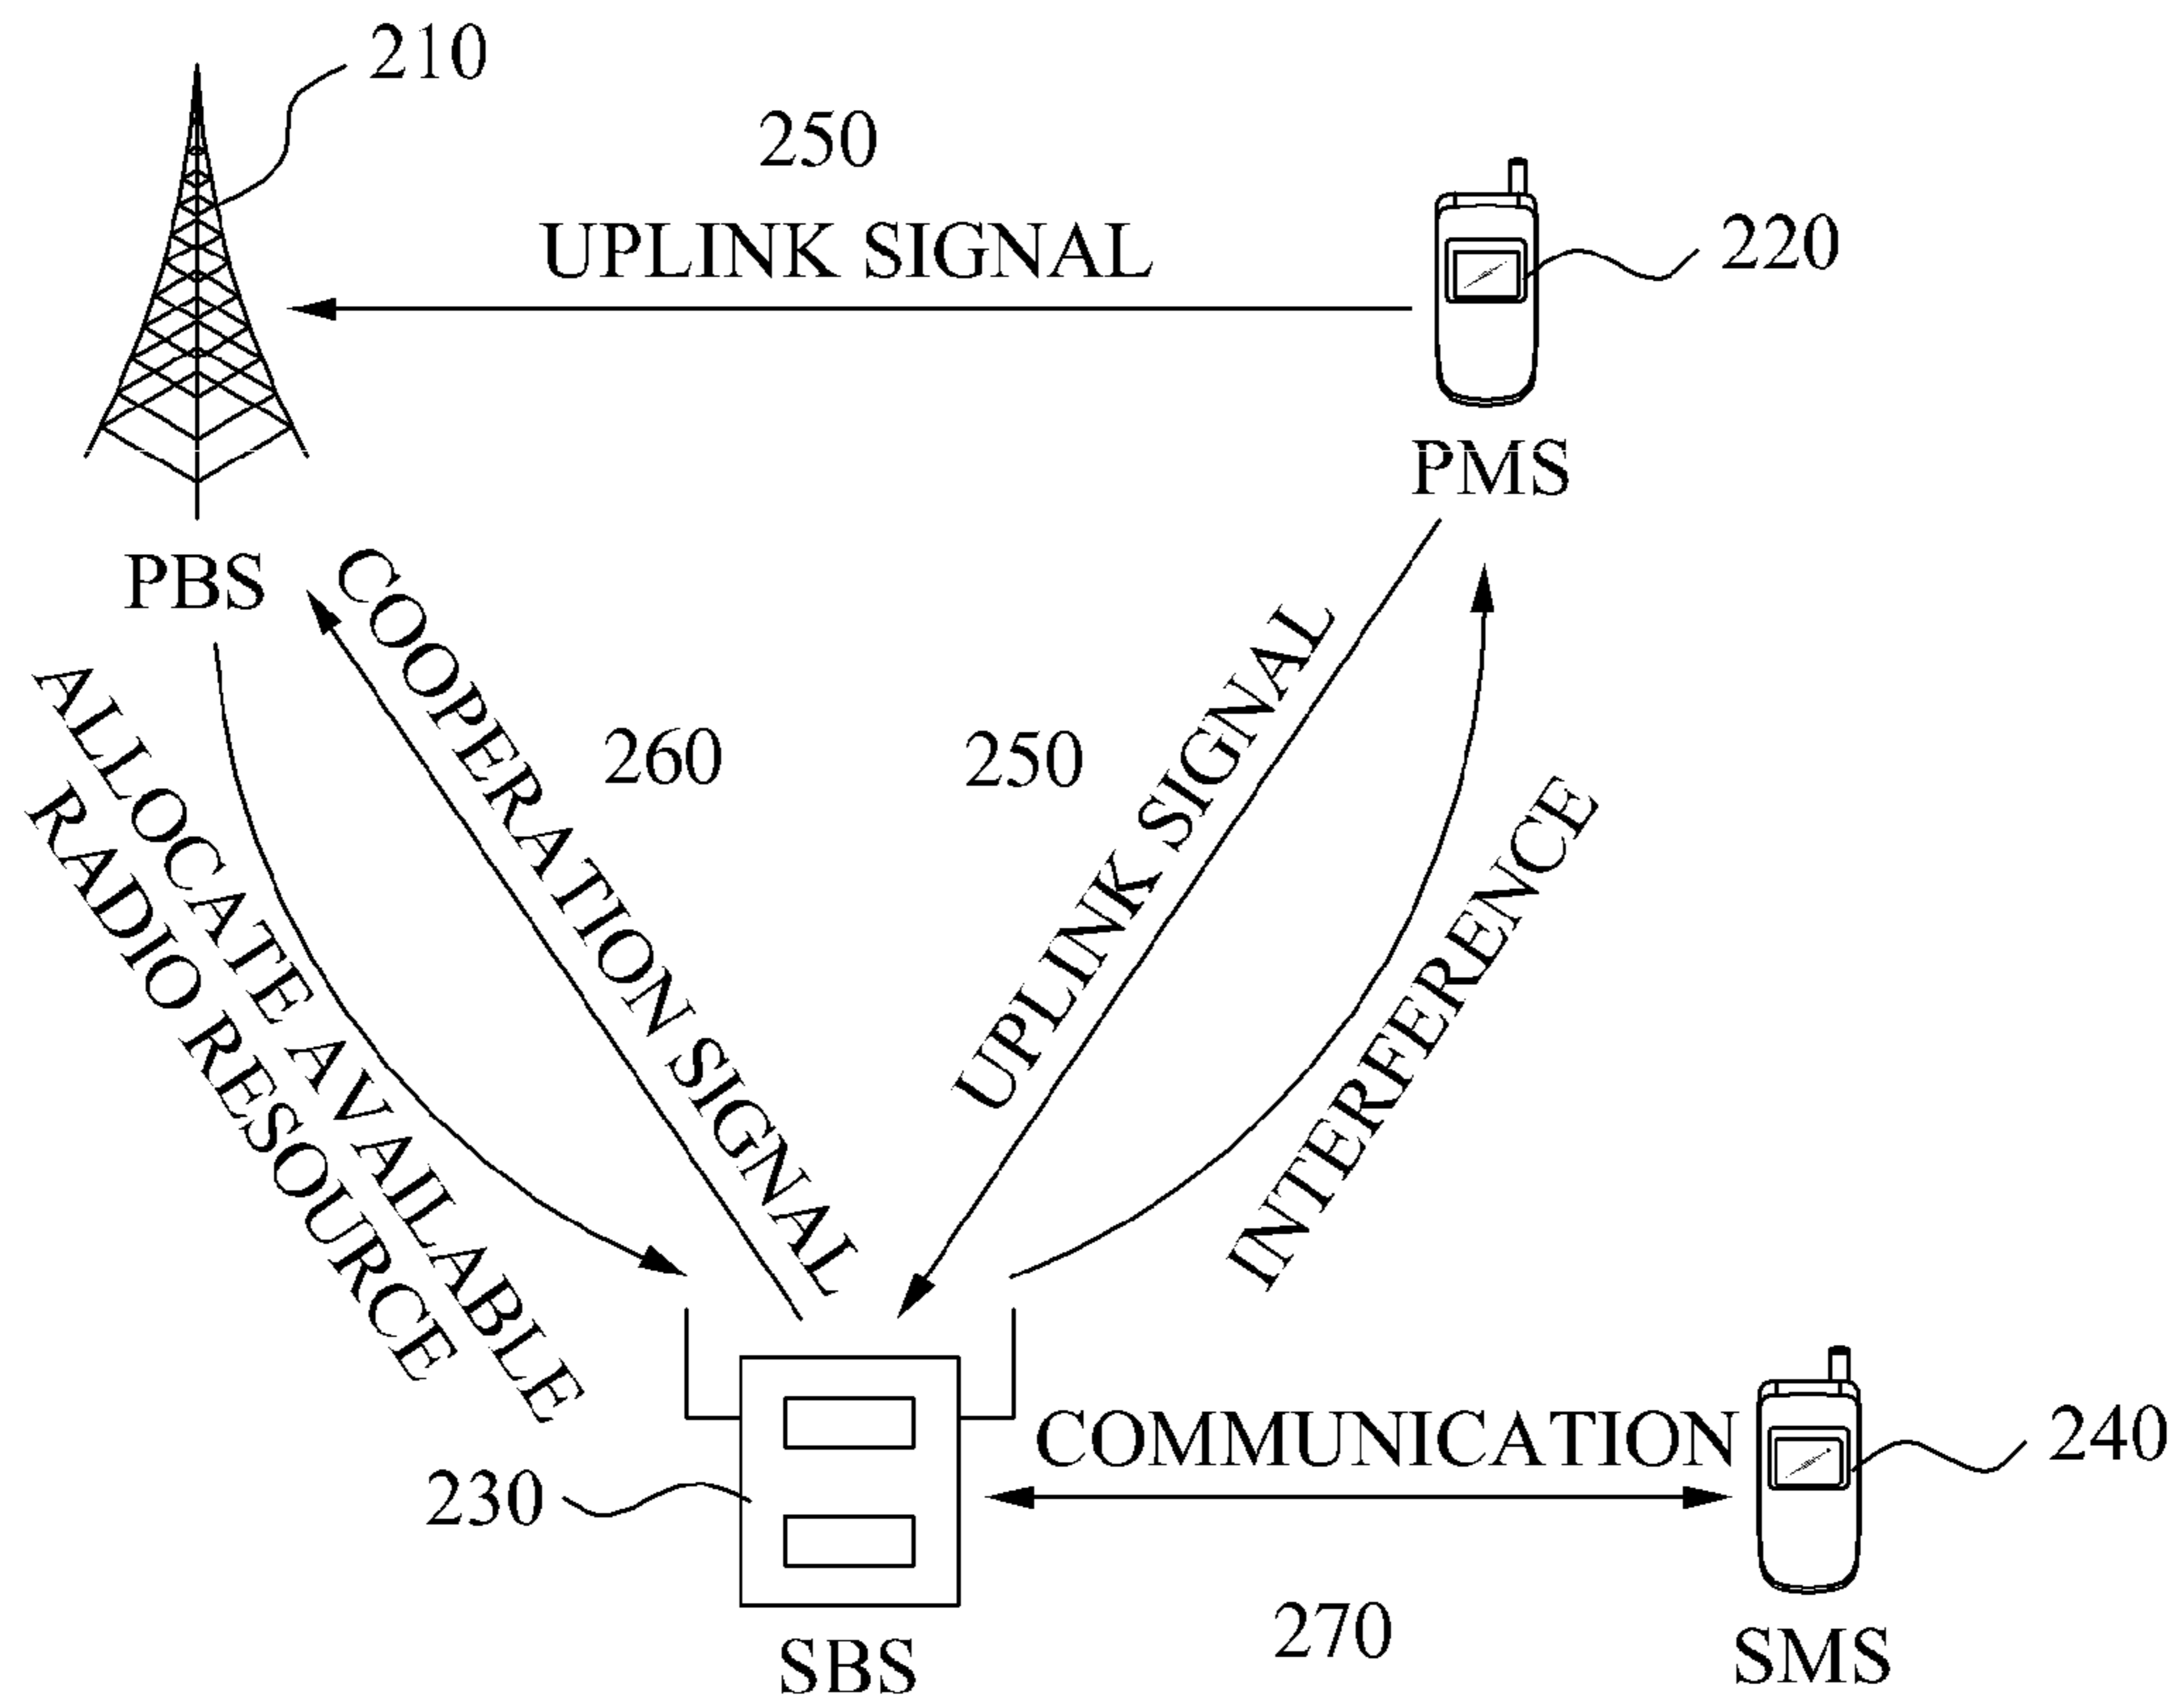 210
250
UPLINK SIGNAL
220
PMS
PBS
COOPERATION SIGNAL
260
250
UPLINK SIGNAL
ALLOCATE AVAILABLE
RADIO RESOURCE
INTERFERENCE
COMMUNICATION
240
230
270
SBS
SMS